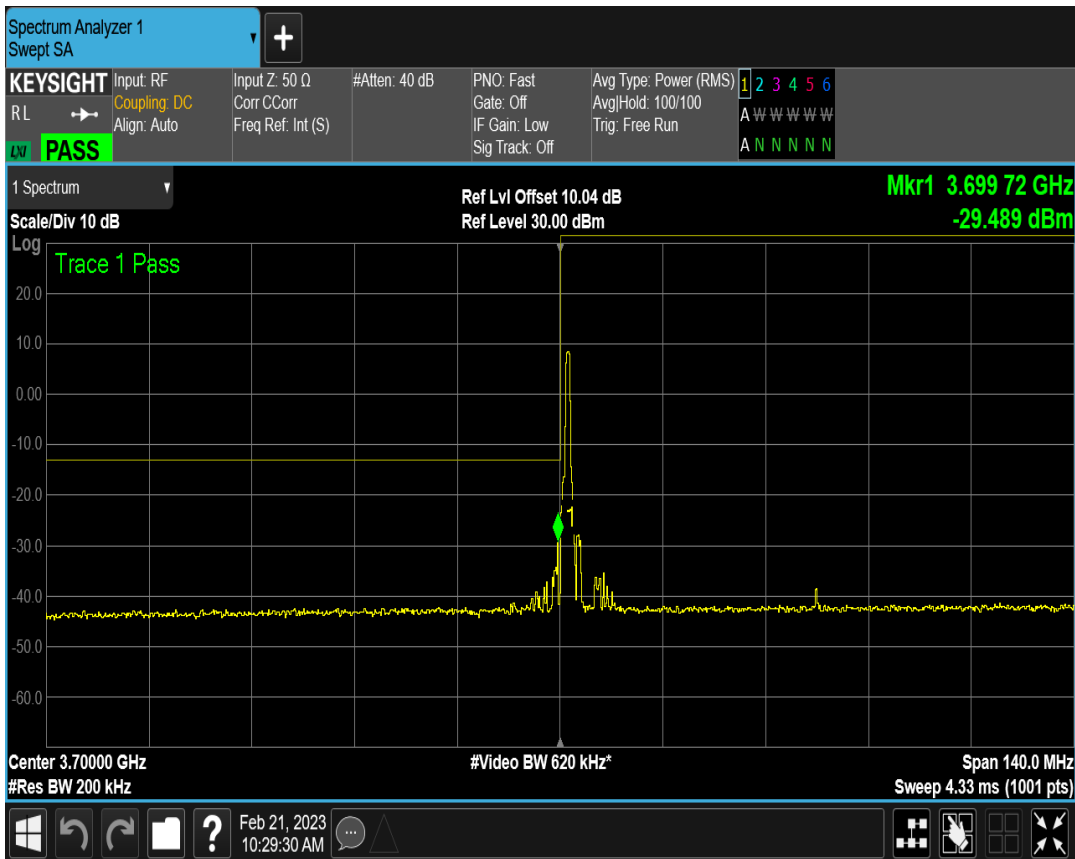 Spectrum Analyzer 1
Swept SA
+
KEYSIGHT
RL
LXI PASS
Input: RF
Coupling: DC
Align: Auto
Input Z: 50 Ω
Corr CCorr
Freq Ref: Int (S)
#Atten: 40 dB
PNO: Fast
Gate: Off
IF Gain: Low
Sig Track: Off
Avg Type: Power (RMS)
Avg|Hold: 100/100
Trig: Free Run
1 2 3 4 5 6
A W W W W W
A N N N N N
1 Spectrum
Scale/Div 10 dB
Log
Ref Lvl Offset 10.04 dB
Ref Level 30.00 dBm
Mkr1 3.699 72 GHz
-29.489 dBm
Trace 1 Pass
20.0
10.0
0.00
-10.0
-20.0
-30.0
-40.0
-50.0
-60.0
Center 3.70000 GHz
#Res BW 200 kHz
#Video BW 620 kHz*
Span 140.0 MHz
Sweep 4.33 ms (1001 pts)
?
Feb 21, 2023
10:29:30 AM